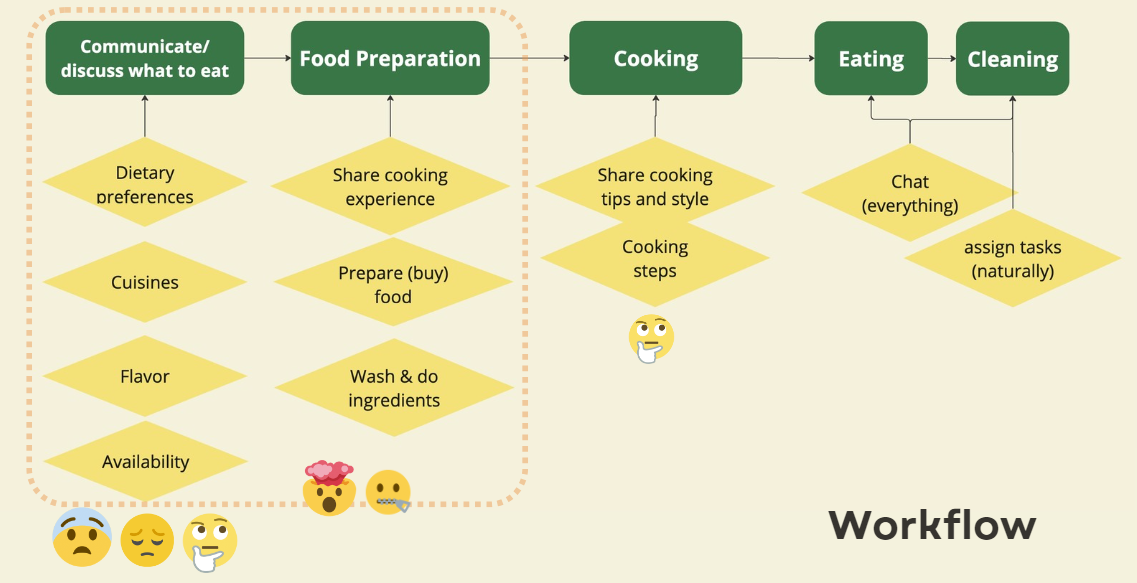 Communicate/
discuss what to eat
Food Preparation
Cooking
Eating
Cleaning
Dietary
preferences
Cuisines
Flavor
Availability
Share cooking
experience
Prepare (buy)
food
Wash & do
ingredients
Share cooking
tips and style
Cooking
steps
Chat
(everything)
assign tasks
(naturally)
Workflow